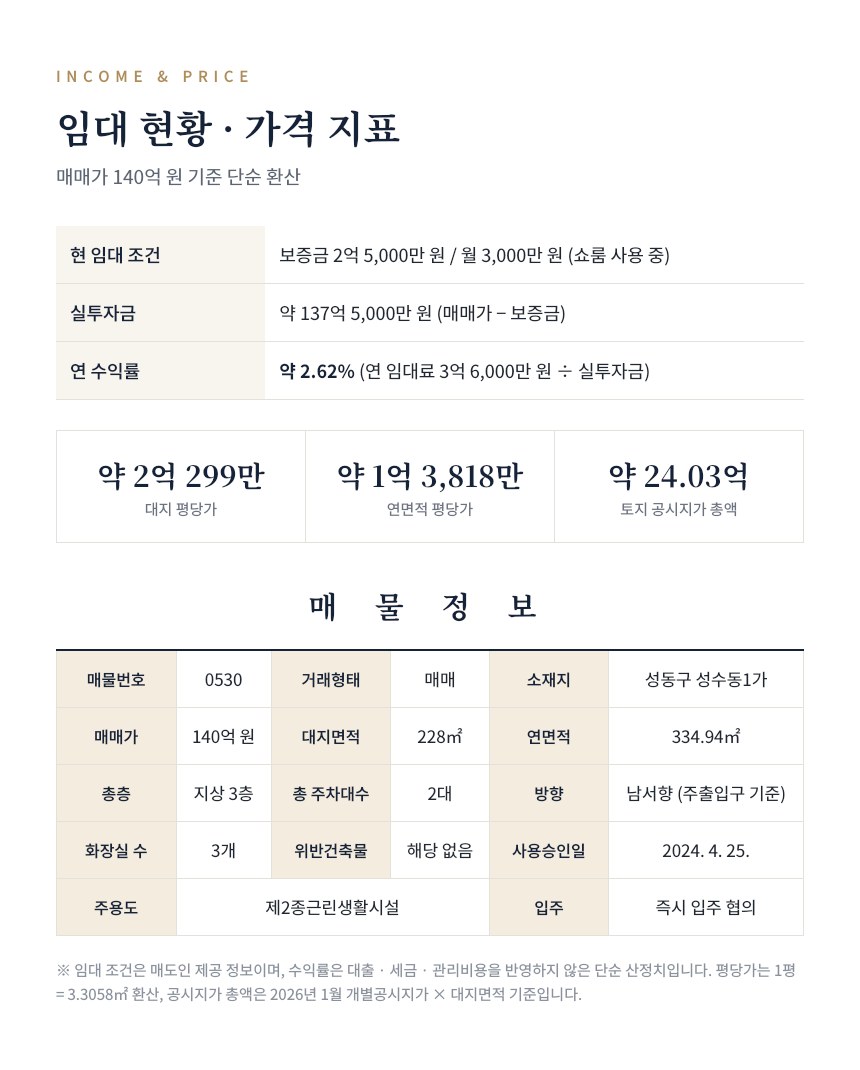 INCOME & PRICE
임대 현황 · 가격 지표
매매가 140억 원 기준 단순 환산
현 임대 조건 보증금 2억 5,000만 원 / 월 3,000만 원 (쇼룸 사용 중)
실투자금 약 137억 5,000만 원 (매매가 − 보증금)
연 수익률 약 2.62% (연 임대료 3억 6,000만 원 ÷ 실투자금)
약 2억 299만 약 1억 3,818만 약 24.03억
대지 평당가 연면적 평당가 토지 공시지가 총액
매 물 정 보
매물번호 0530 거래형태 매매 소재지 성동구 성수동1가
매매가 140억 원 대지면적 228㎡ 연면적 334.94㎡
총층 지상 3층 총 주차대수 2대 방향 남서향 (주출입구 기준)
화장실 수 3개 위반건축물 해당 없음 사용승인일 2024. 4. 25.
주용도 제2종근린생활시설 입주 즉시 입주 협의
※ 임대 조건은 매도인 제공 정보이며, 수익률은 대출 · 세금 · 관리비용을 반영하지 않은 단순 산정치입니다. 평당가는 1평
= 3.3058㎡ 환산, 공시지가 총액은 2026년 1월 개별공시지가 × 대지면적 기준입니다.